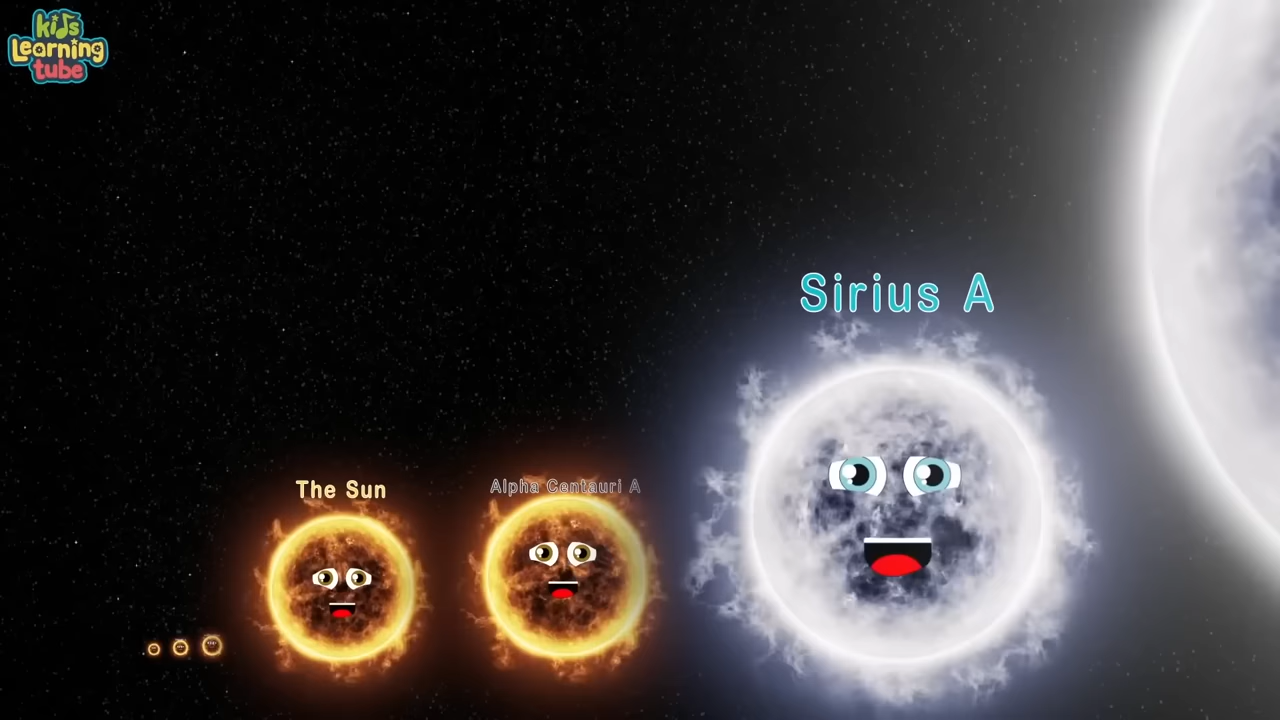 kids
Learning
tube
Sirius A
The Sun
Alpha Centauri A